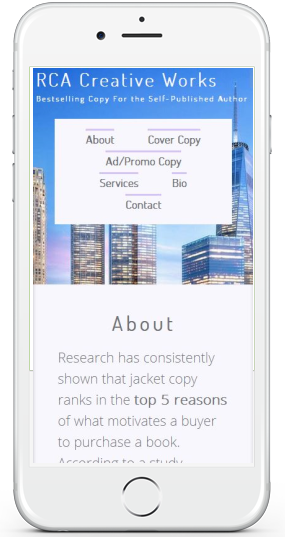 RCA Creative Works
Bestselling Copy For the Self-Published Author
About Cover Copy
Ad/Promo Copy
Services Bio
Contact
About
Research has consistently
shown that jacket copy
ranks in the top 5 reasons
of what motivates a buyer
to purchase a book.
According to a study